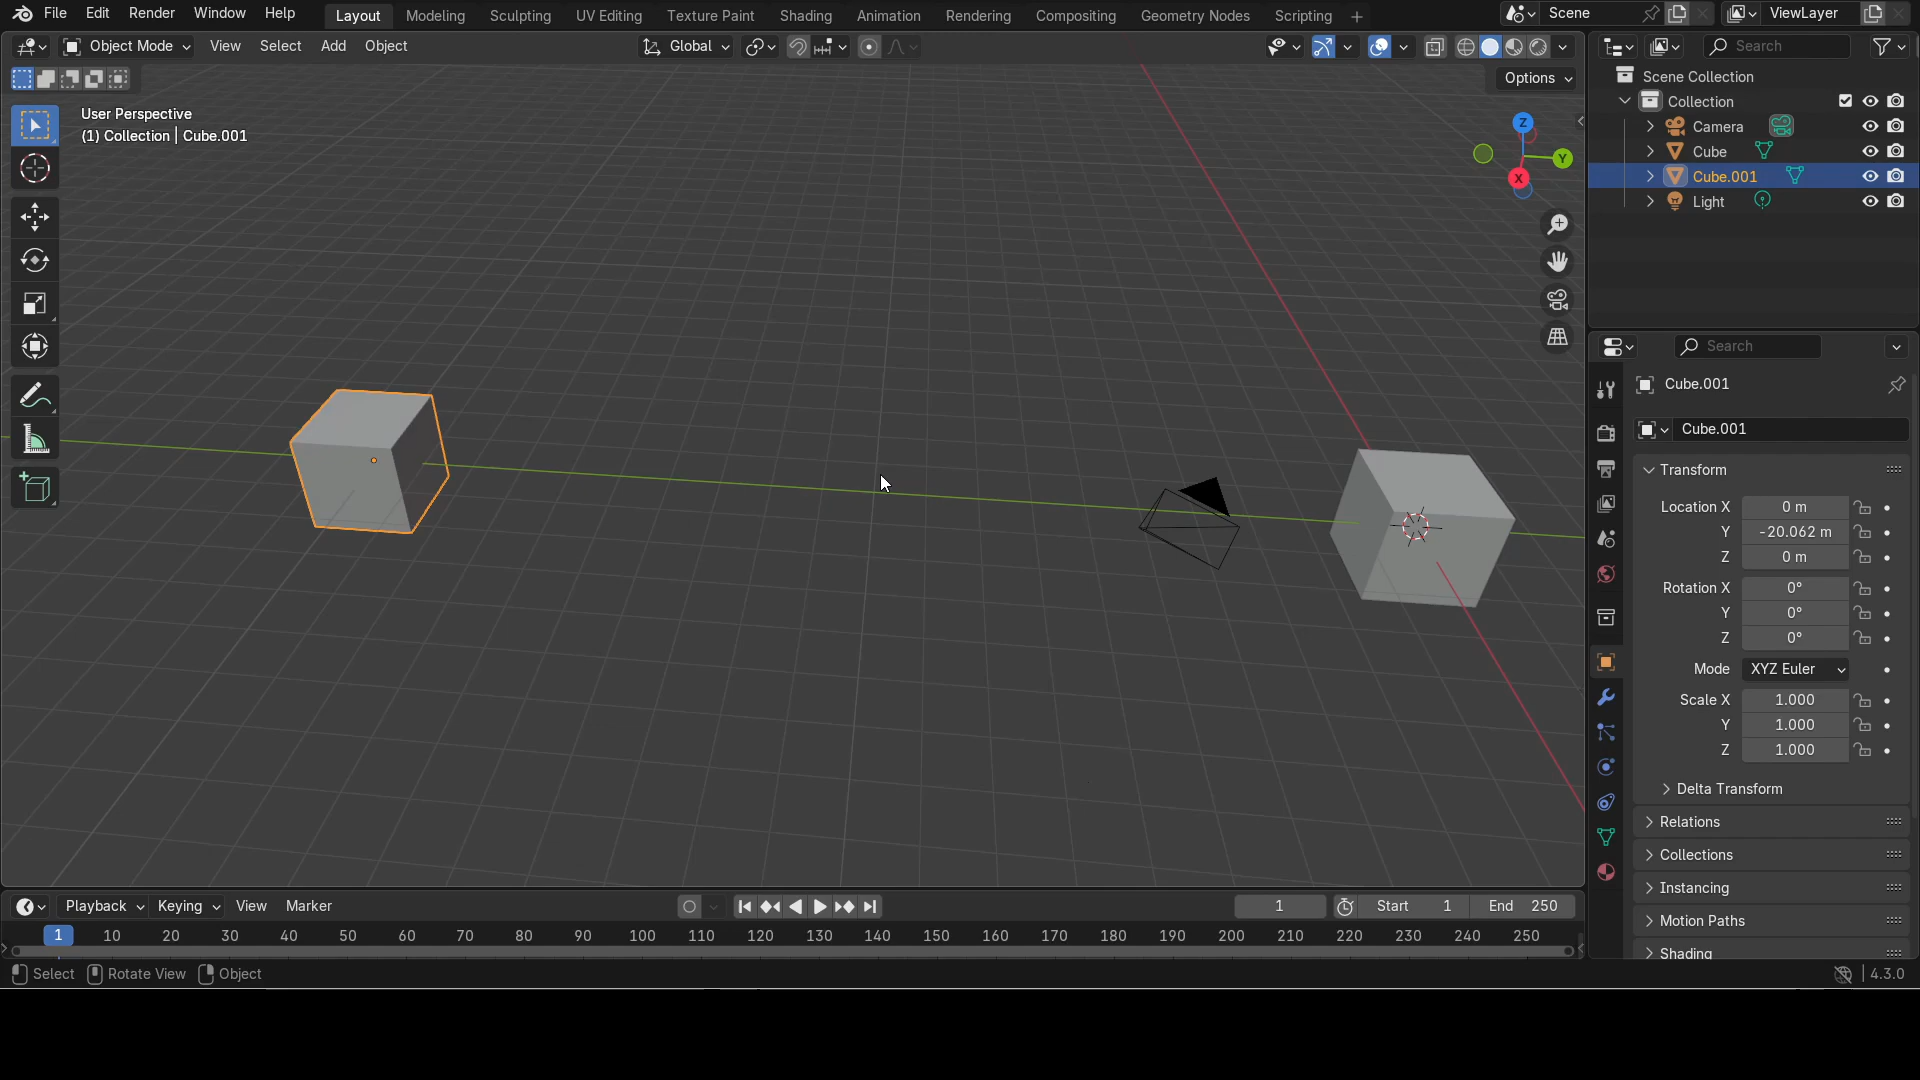 File Edit Render Window Help Layout Modeling Sculpting UV Editing Texture Paint Shading Animation Rendering Compositing Geometry Nodes Scripting + Scene ViewLayer
Object Mode View Select Add Object Global Search
Options
User Perspective
(1) Collection | Cube.001
Z
Y
X
Scene Collection
Collection
Camera
Cube
Cube.001
Light
Search
Cube.001
Cube.001
Transform
Location X 0 m
Y -20.062 m
Z 0 m
Rotation X 0°
Y 0°
Z 0°
Mode XYZ Euler
Scale X 1.000
Y 1.000
Z 1.000
Delta Transform
Relations
Collections
Instancing
Motion Paths
Shading
Playback Keying View Marker 1 Start 1 End 250
1 10 20 30 40 50 60 70 80 90 100 110 120 130 140 150 160 170 180 190 200 210 220 230 240 250
Select Rotate View Object 4.3.0